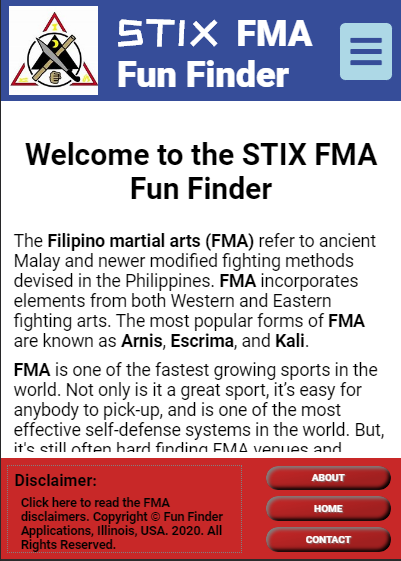 STIX FMA
Fun Finder
Welcome to the STIX FMA
Fun Finder
The Filipino martial arts (FMA) refer to ancient
Malay and newer modified fighting methods
devised in the Philippines. FMA incorporates
elements from both Western and Eastern
fighting arts. The most popular forms of FMA
are known as Arnis, Escrima, and Kali.
FMA is one of the fastest growing sports in the
world. Not only is it a great sport, it’s easy for
anybody to pick-up, and is one of the most
effective self-defense systems in the world. But,
it's still often hard finding FMA venues and
Disclaimer:
Click here to read the FMA
disclaimers. Copyright © Fun Finder
Applications, Illinois, USA. 2020. All
Rights Reserved.
ABOUT
HOME
CONTACT